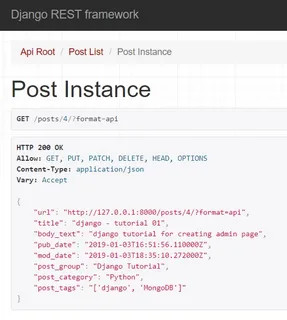 Django REST framework
Api Root / Post List / Post Instance
Post Instance
GET /posts/4/?format=api
HTTP 200 OK
Allow: GET, PUT, PATCH, DELETE, HEAD, OPTIONS
Content-Type: application/json
Vary: Accept
{
"url": "http://127.0.0.1:8000/posts/4/?format=api",
"title": "django - tutorial 01",
"body_text": "django tutorial for creating admin page",
"pub_date": "2019-01-03T16:51:56.110000Z",
"mod_date": "2019-01-03T18:35:10.272000Z",
"post_group": "Django Tutorial",
"post_category": "Python",
"post_tags": "['django', 'MongoDB']"
}